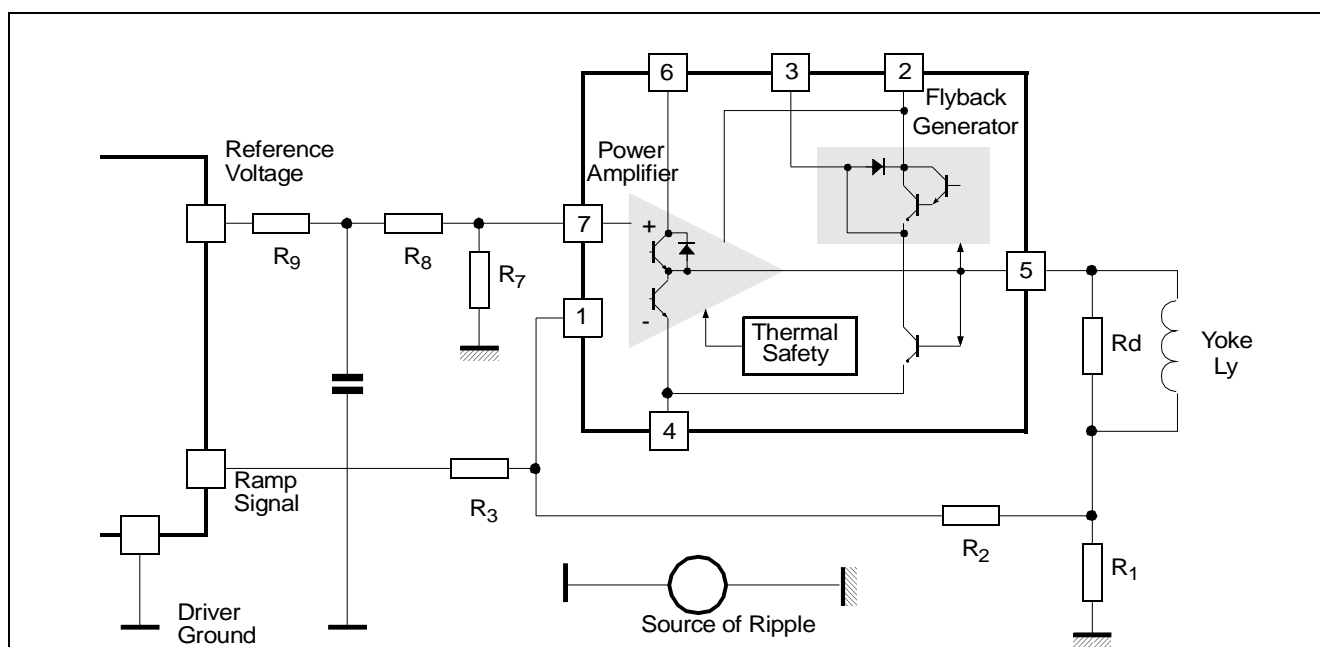 6
3
2
Flyback
Generator
Reference
Voltage
Power
Amplifier
7
+
R9
R8
R7
5
1
-
Thermal
Safety
Rd
Yoke
Ly
4
Ramp
Signal
R3
R2
R1
Driver
Ground
Source of Ripple